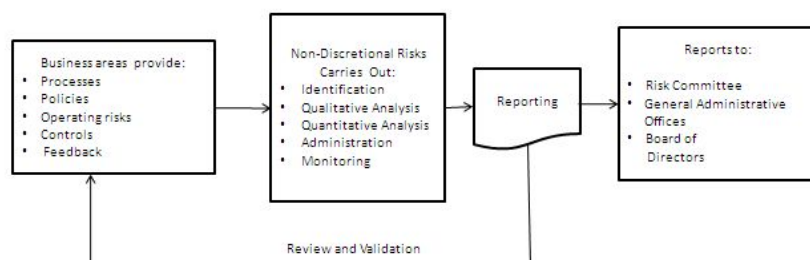 Business areas provide:
• Processes
• Policies
• Operating risks
• Controls
• Feedback
Non-Discretional Risks
Carries Out:
• Identification
• Qualitative Analysis
• Quantitative Analysis
• Administration
• Monitoring
Reporting
Reports to:
• Risk Committee
• General Administrative
Offices
• Board of
Directors
Review and Validation